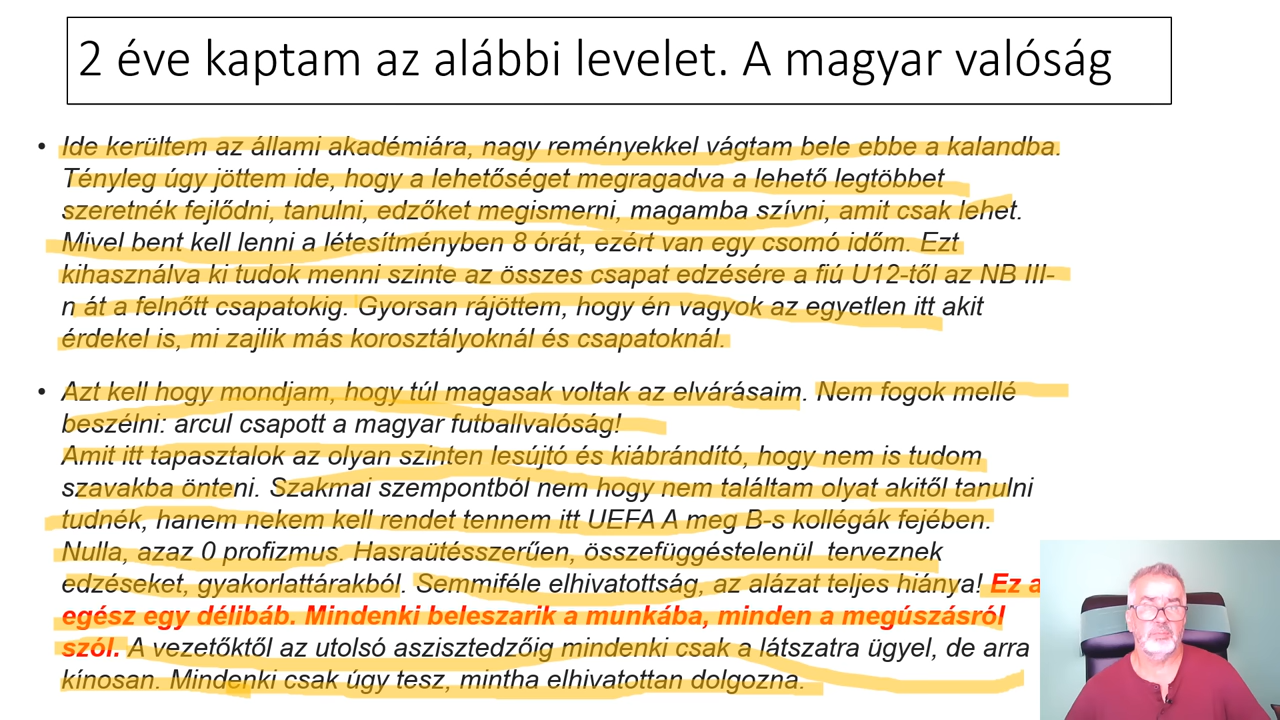 2 éve kaptam az alábbi levelet. A magyar valóság
• Ide kerültem az állami akadémiára, nagy reményekkel vágtam bele ebbe a kalandba.
Tényleg úgy jöttem ide, hogy a lehetőséget megragadva a lehető legtöbbet
szeretnék fejlődni, tanulni, edzőket megismerni, magamba szívni, amit csak lehet.
Mivel bent kell lenni a létesítményben 8 órát, ezért van egy csomó időm. Ezt
kihasználva ki tudok menni szinte az összes csapat edzésére a fiú U12-től az NB III-
n át a felnőtt csapatokig. Gyorsan rájöttem, hogy én vagyok az egyetlen itt akit
érdekel is, mi zajlik más korosztályoknál és csapatoknál.
• Azt kell hogy mondjam, hogy túl magasak voltak az elvárásaim. Nem fogok mellé
beszélni: arcul csapott a magyar futballvalóság!
Amit itt tapasztalok az olyan szinten lesújtó és kiábrándító, hogy nem is tudom
szavakba önteni. Szakmai szempontból nem hogy nem találtam olyat akitől tanulni
tudnék, hanem nekem kell rendet tennem itt UEFA A meg B-s kollégák fejében.
Nulla, azaz 0 profizmus. Hasraütésszerűen, összefüggéstelenül terveznek
edzéseket, gyakorlattárakból. Semmiféle elhivatottság, az alázat teljes hiánya! Ez a
egész egy délibáb. Mindenki beleszarik a munkába, minden a megúszásról
szól. A vezetőktől az utolsó aszisztedzőig mindenki csak a látszatra ügyel, de arra
kínosan. Mindenki csak úgy tesz, mintha elhivatottan dolgozna.